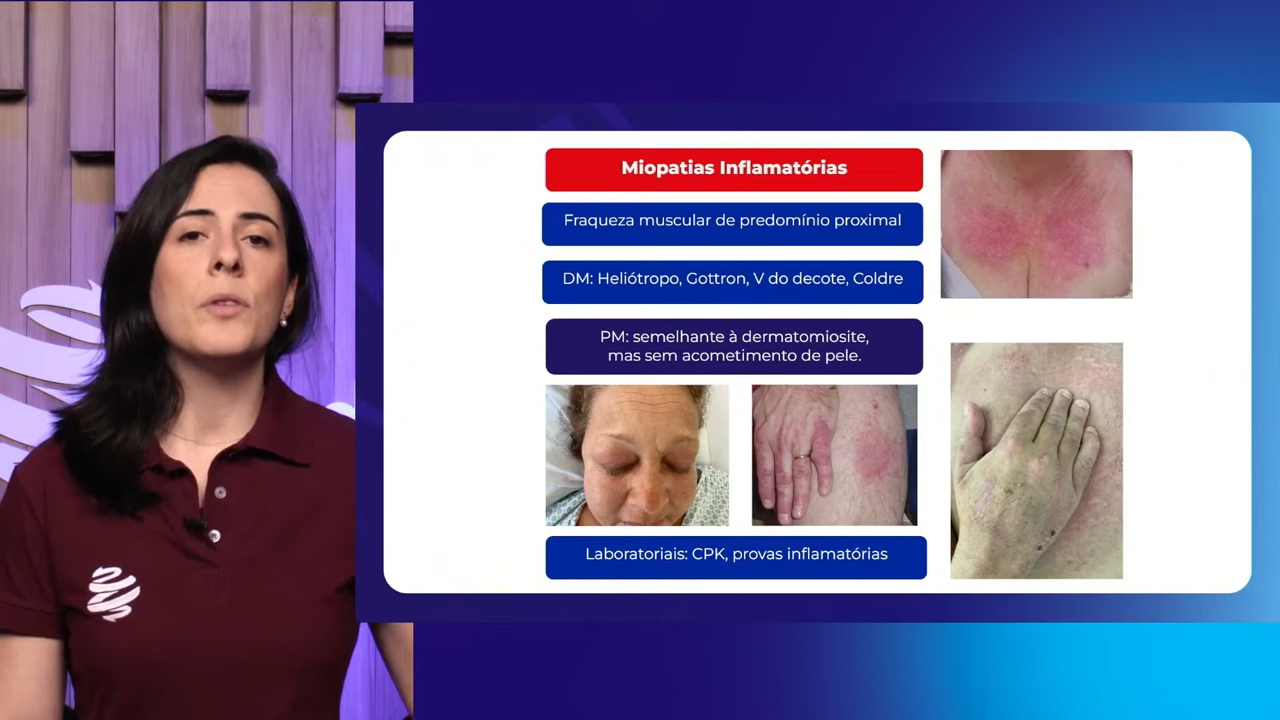 Miopatias Inflamatórias
Fraqueza muscular de predomínio proximal
DM: Heliótropo, Gottron, V do decote, Coldre
PM: semelhante à dermatomiosite,
mas sem acometimento de pele.
Laboratoriais: CPK, provas inflamatórias